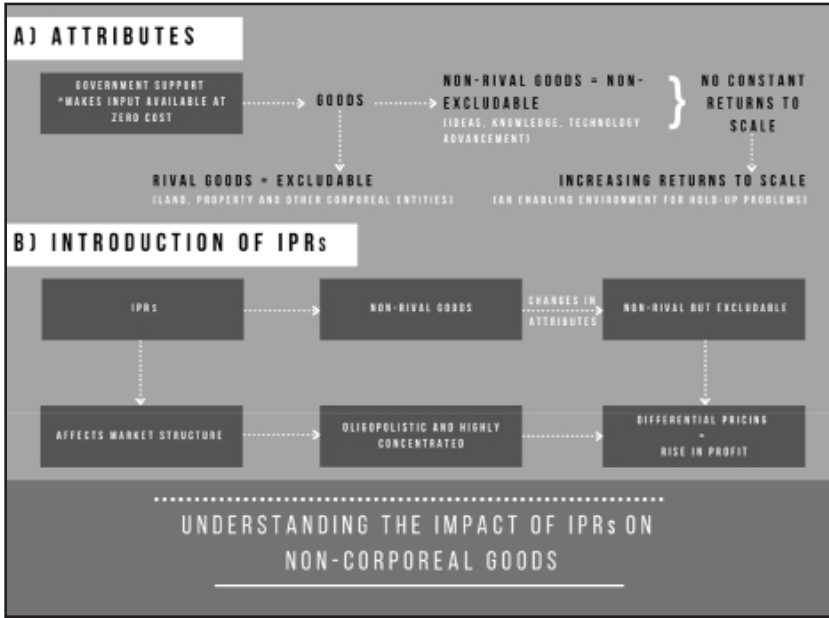 A) ATTRIBUTES
GOVERNMENT SUPPORT
*MAKES INPUT AVAILABLE AT
ZERO COST
GOODS
NON-RIVAL GOODS = NON-
EXCLUDABLE
(IDEAS, KNOWLEDGE, TECHNOLOGY
ADVANCEMENT)
}
NO CONSTANT
RETURNS TO
SCALE
RIVAL GOODS = EXCLUDABLE
(LAND, PROPERTY AND OTHER CORPOREAL ENTITIES)
INCREASING RETURNS TO SCALE
(AN ENABLING ENVIRONMENT FOR HOLD-UP PROBLEMS)
B) INTRODUCTION OF IPRs
IPRs
NON-RIVAL GOODS
CHANGES IN
ATTRIBUTES
NON-RIVAL BUT EXCLUDABLE
AFFECTS MARKET STRUCTURE
OLIGOPOLISTIC AND HIGHLY
CONCENTRATED
DIFFERENTIAL PRICING
=
RISE IN PROFIT
UNDERSTANDING THE IMPACT OF IPRs ON
NON-CORPOREAL GOODS